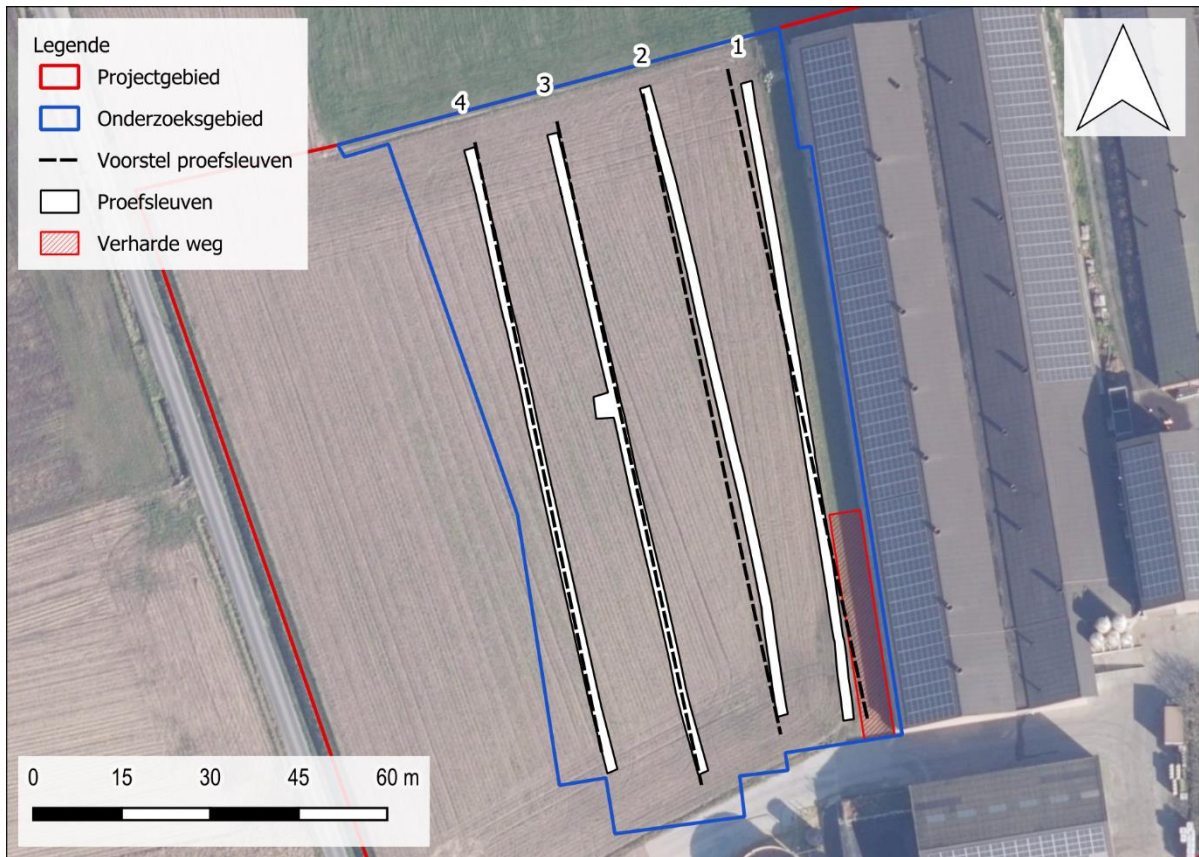 Legende
Projectgebied
Onderzoeksgebied
Voorstel proefsleuven
Proefsleuven
Verharde weg
1
2
3
4
0 15 30 45 60 m